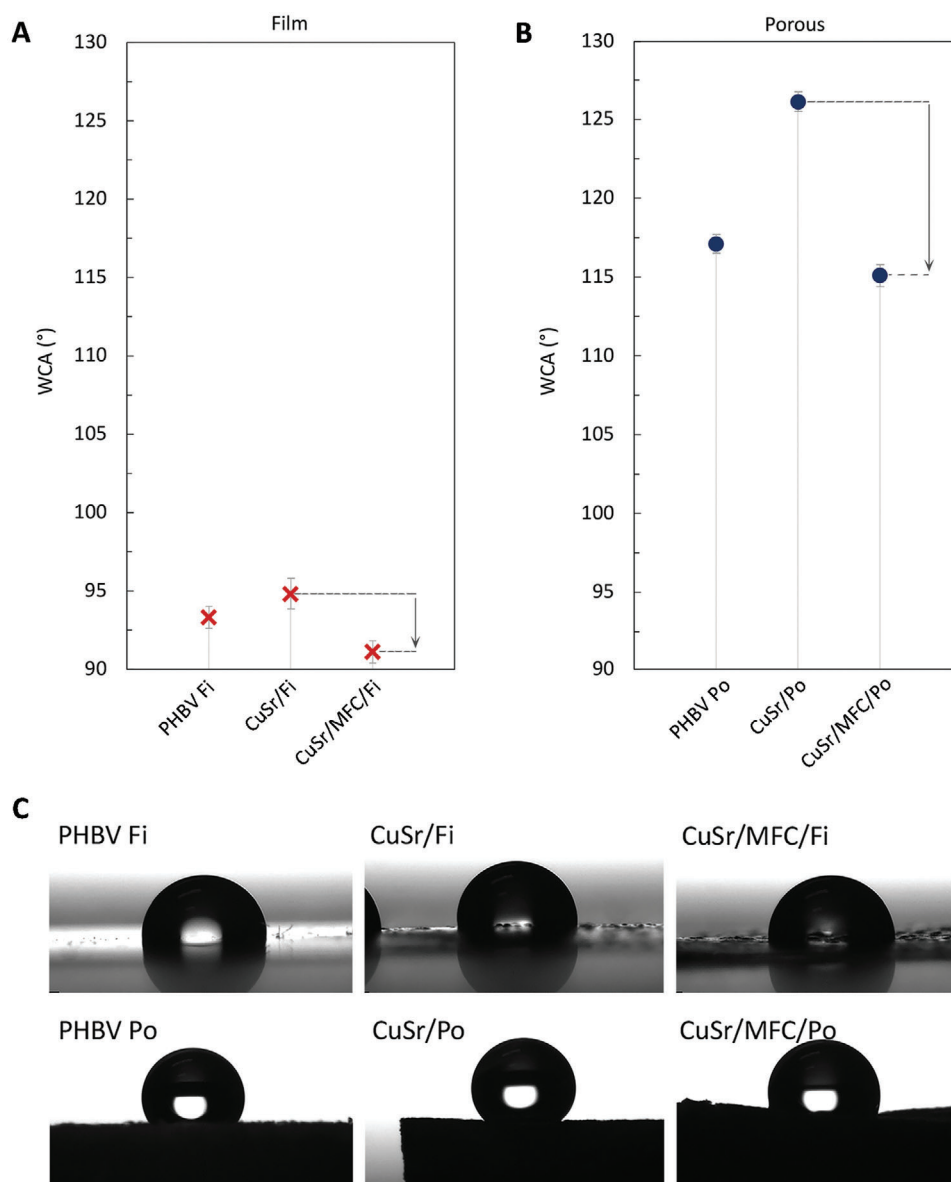 A
Film
130
125
120
115
110
105
100
95
90
WCA (°)
PHBV Fi
CuSr/Fi
CuSr/MFC/Fi
B
Porous
130
125
120
115
110
105
100
95
90
WCA (°)
PHBV Po
CuSr/Po
CuSr/MFC/Po
C
PHBV Fi
CuSr/Fi
CuSr/MFC/Fi
PHBV Po
CuSr/Po
CuSr/MFC/Po